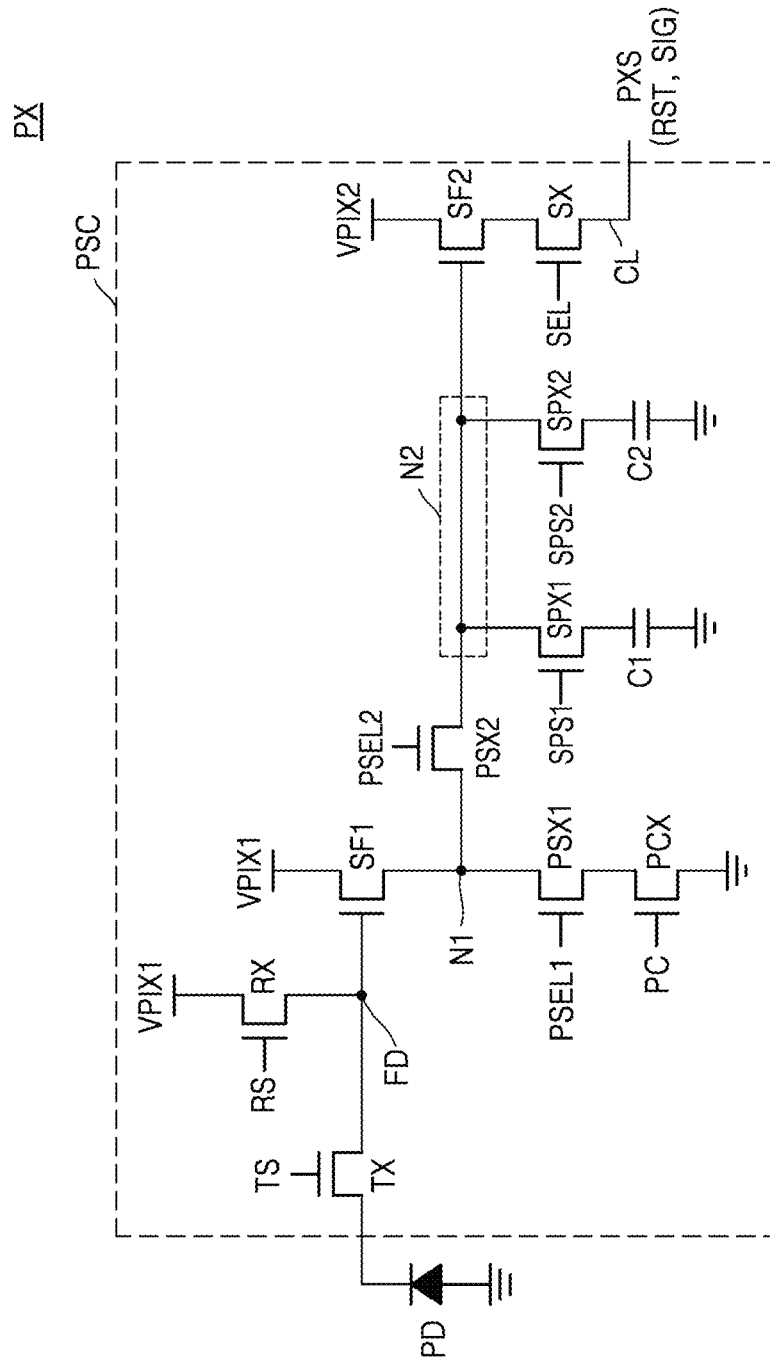 PX
PSC
VPIX1
RX
RS
TS
TX
FD
PD
VPIX1
SF1
N1
PSEL1
PSX1
PC
PCX
PSEL2
PSX2
N2
SPS1
SPX1
C1
SPS2
SPX2
C2
VPIX2
SF2
SEL
SX
CL
PXS
(RST, SIG)